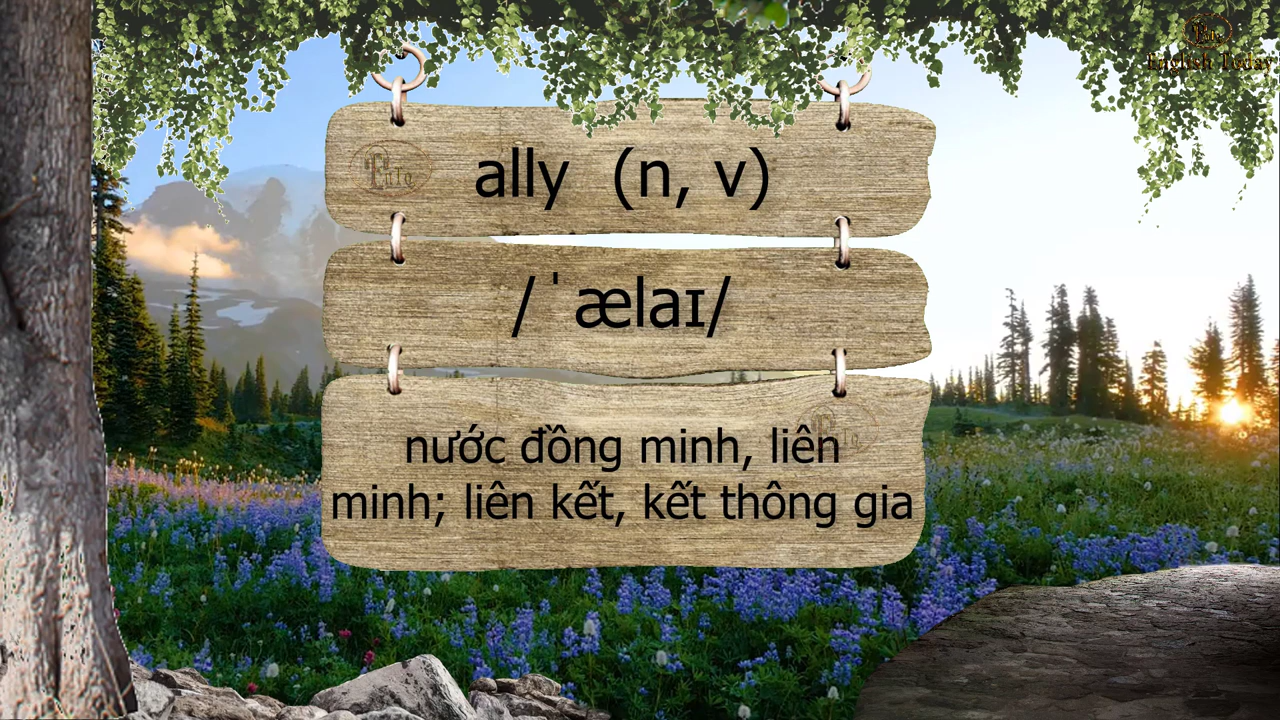 English Today
ally (n, v)
/ˈælaɪ/
nước đồng minh, liên
minh; liên kết, kết thông gia